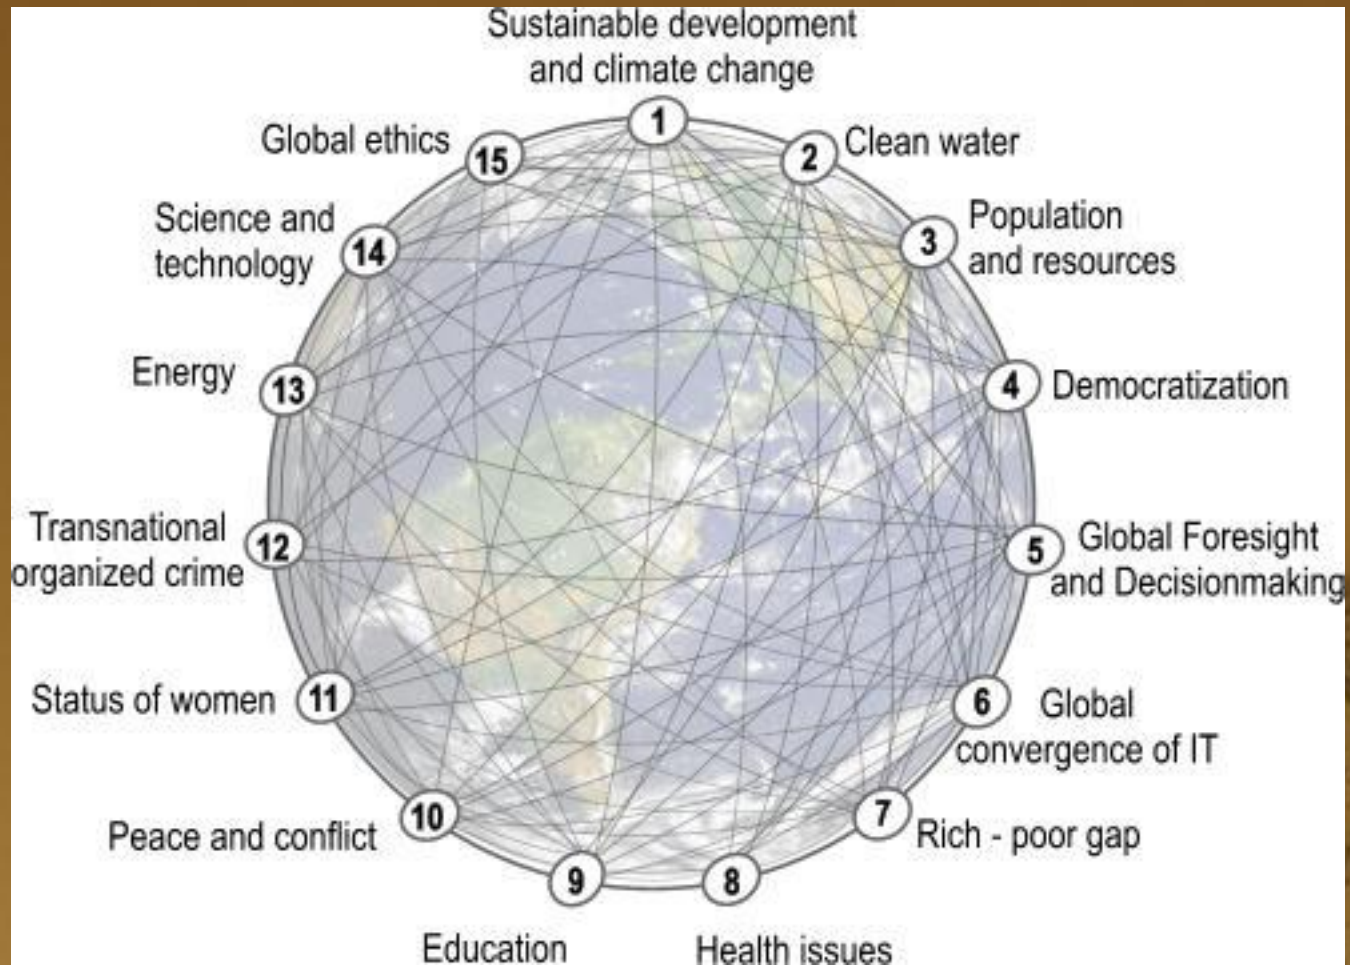 Sustainable development
and climate change
1
2
Clean water
3
Population
and resources
4
Democratization
5
Global Foresight
and Decisionmaking
6
Global
convergence of IT
7
Rich - poor gap
8
Health issues
9
Education
10
Peace and conflict
11
Status of women
12
Transnational
organized crime
13
Energy
14
Science and
technology
15
Global ethics